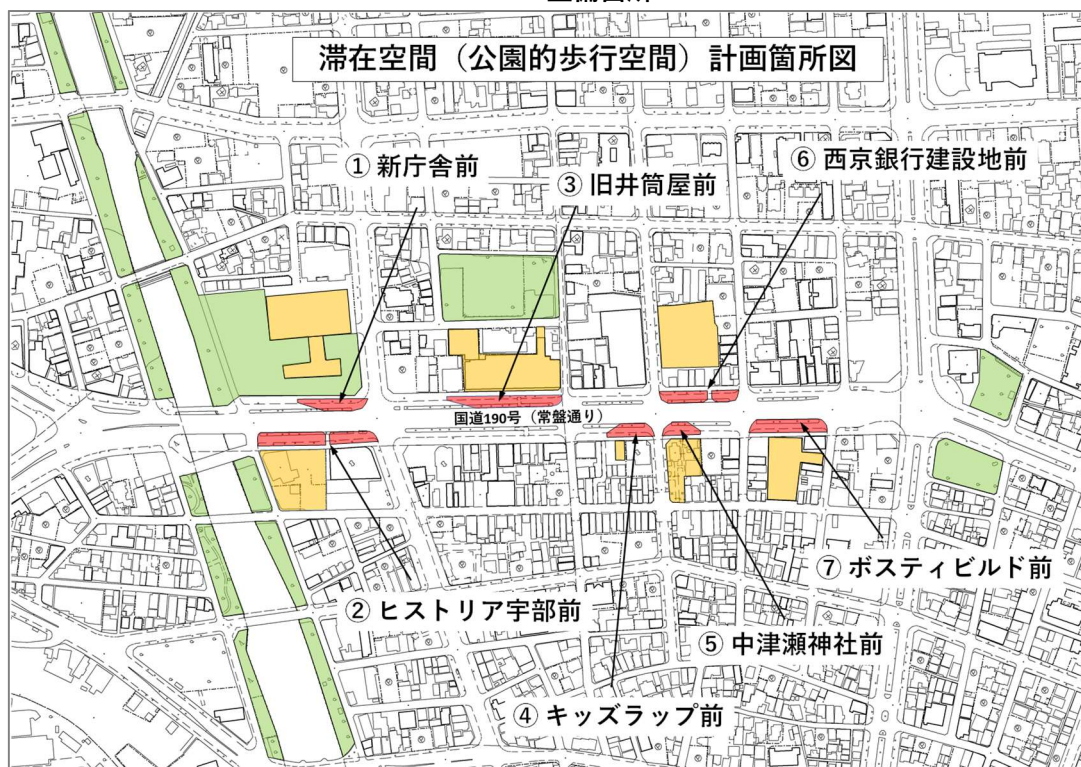 滞在空間（公園的歩行空間）計画箇所図
⑥ 西京銀行建設地前
① 新庁舎前
③ 旧井筒屋前
国道190号（常盤通り）
⑦ ボスティビルド前
② ヒストリア宇部前
⑤ 中津瀬神社前
④ キッズラップ前